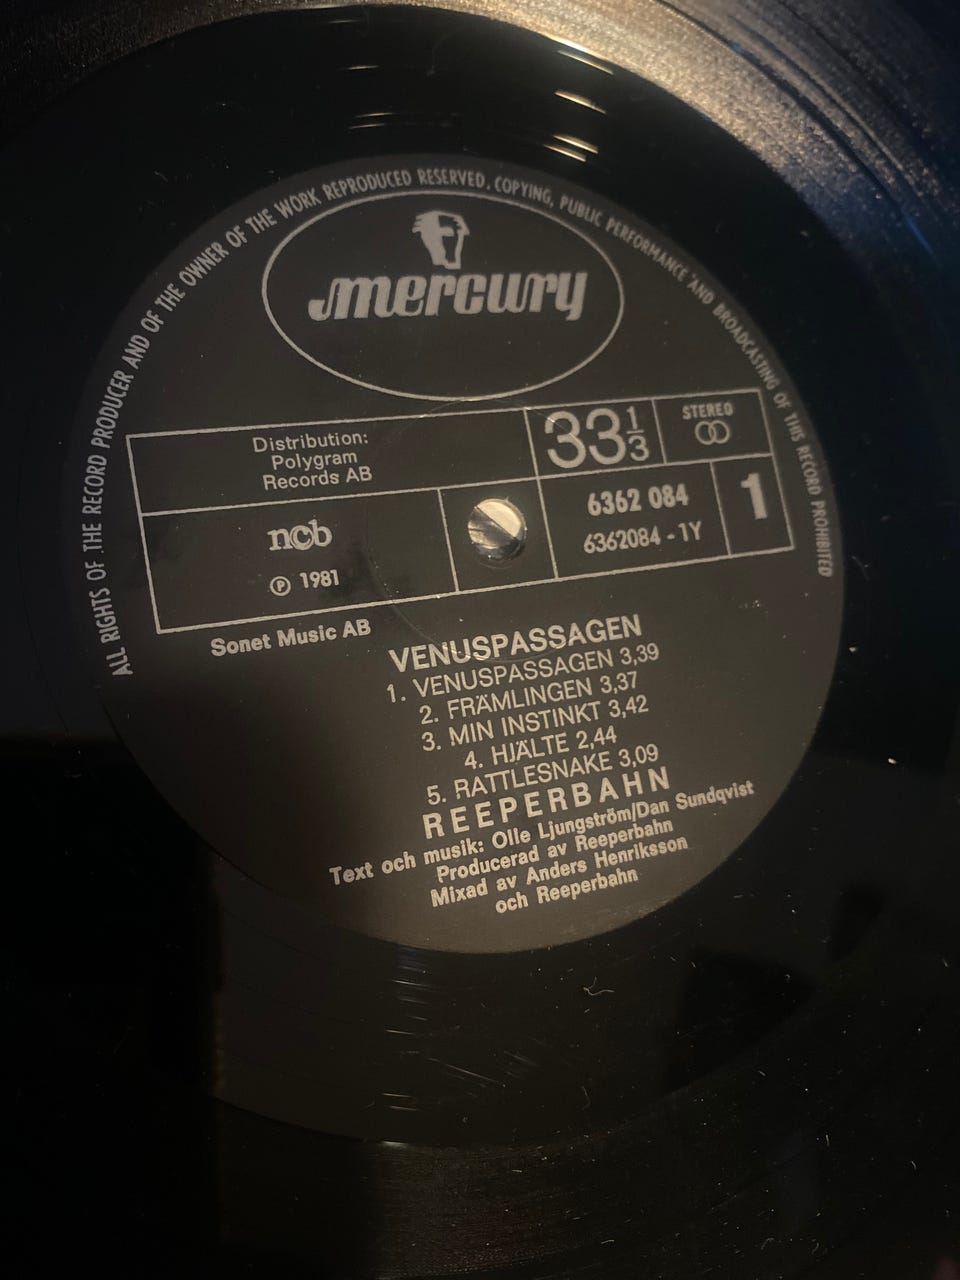 ALL RIGHTS OF THE RECORD PRODUCER AND OF THE OWNER OF THE WORK REPRODUCED RESERVED. COPYING, PUBLIC PERFORMANCE AND BROADCASTING OF THIS RECORD PROHIBITED
mercury
Distribution:
Polygram
Records AB
33 1/3
STEREO
ncb
℗ 1981
6362 084
6362084 - 1Y
1
Sonet Music AB
VENUSPASSAGEN
1. VENUSPASSAGEN 3,39
2. FRÄMLINGEN 3,37
3. MIN INSTINKT 3,42
4. HJÄLTE 2,44
5. RATTLESNAKE 3,09
REEPERBAHN
Text och musik: Olle Ljungström/Dan Sundqvist
Producerad av Reeperbahn
Mixad av Anders Henriksson
och Reeperbahn